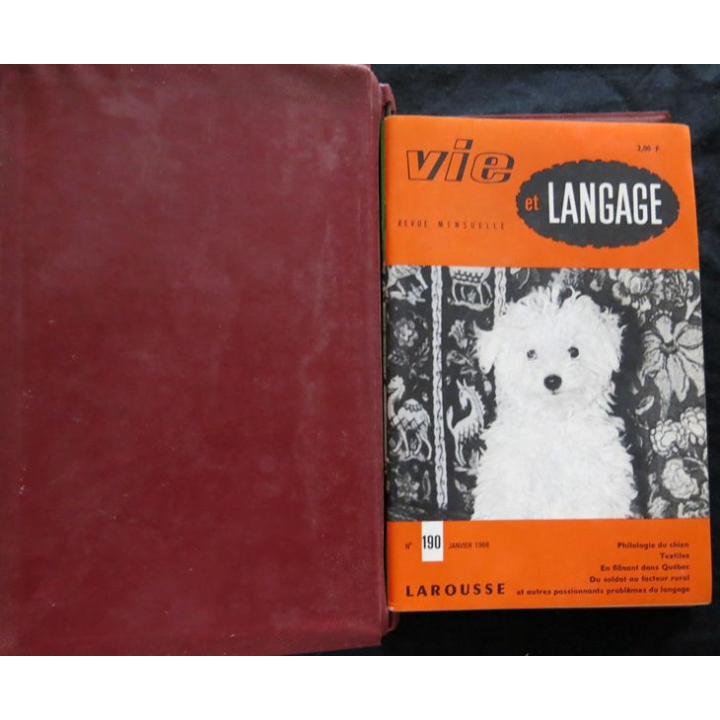 vie
2,00 F
et LANGAGE
REVUE MENSUELLE
N° 190 JANVIER 1968
Philologie du chien
Textiles
En flânant dans Québec
Du soldat au facteur rural
LAROUSSE et autres passionnants problèmes du langage